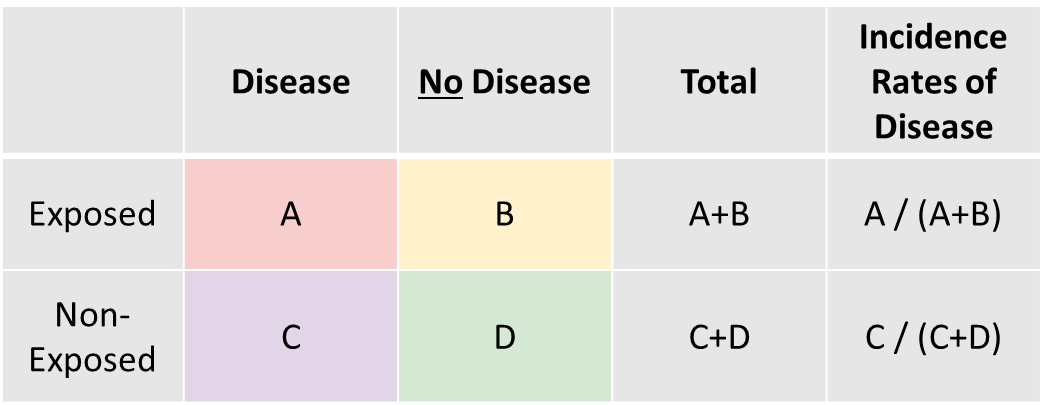 Disease
No Disease
Total
Incidence
Rates of
Disease
Exposed
A
B
A+B
A / (A+B)
Non-
Exposed
C
D
C+D
C / (C+D)